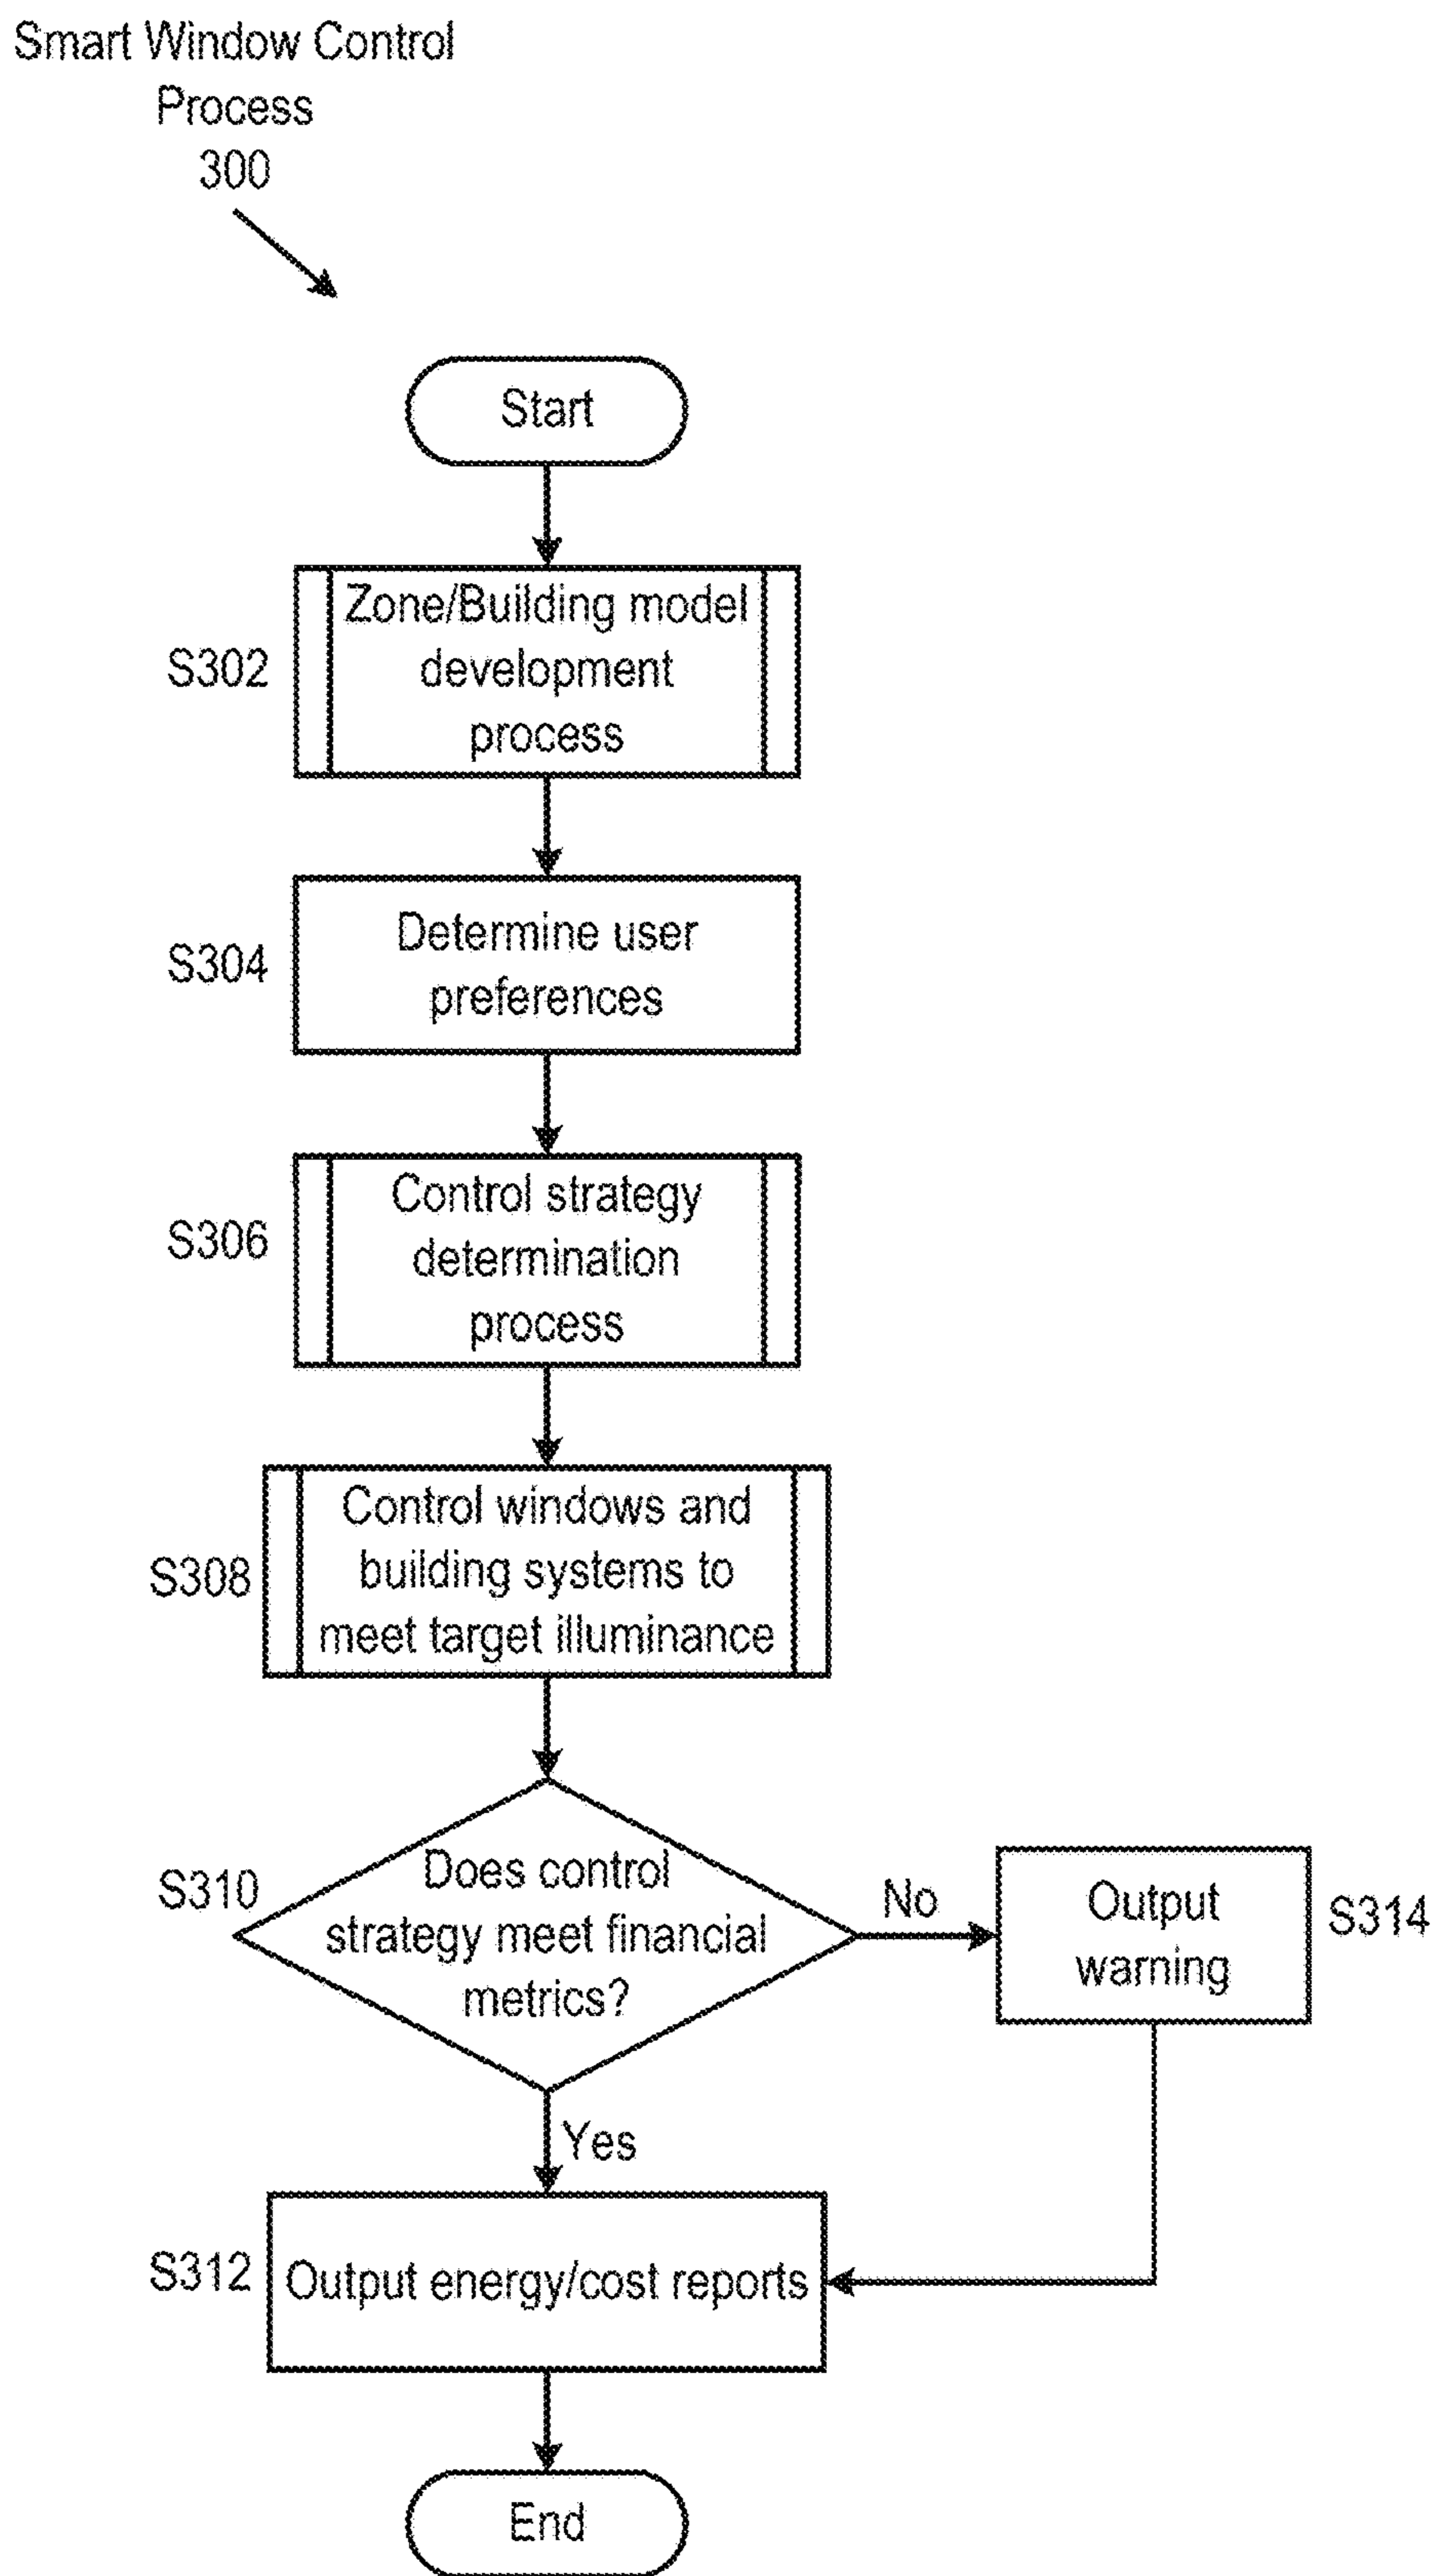 Smart Window Control
Process
300
Start
S302
Zone/Building model
development
process
S304
Determine user
preferences
S306
Control strategy
determination
process
S308
Control windows and
building systems to
meet target illuminance
S310
Does control
strategy meet financial
metrics?
No
Output
warning
S314
Yes
S312
Output energy/cost reports
End